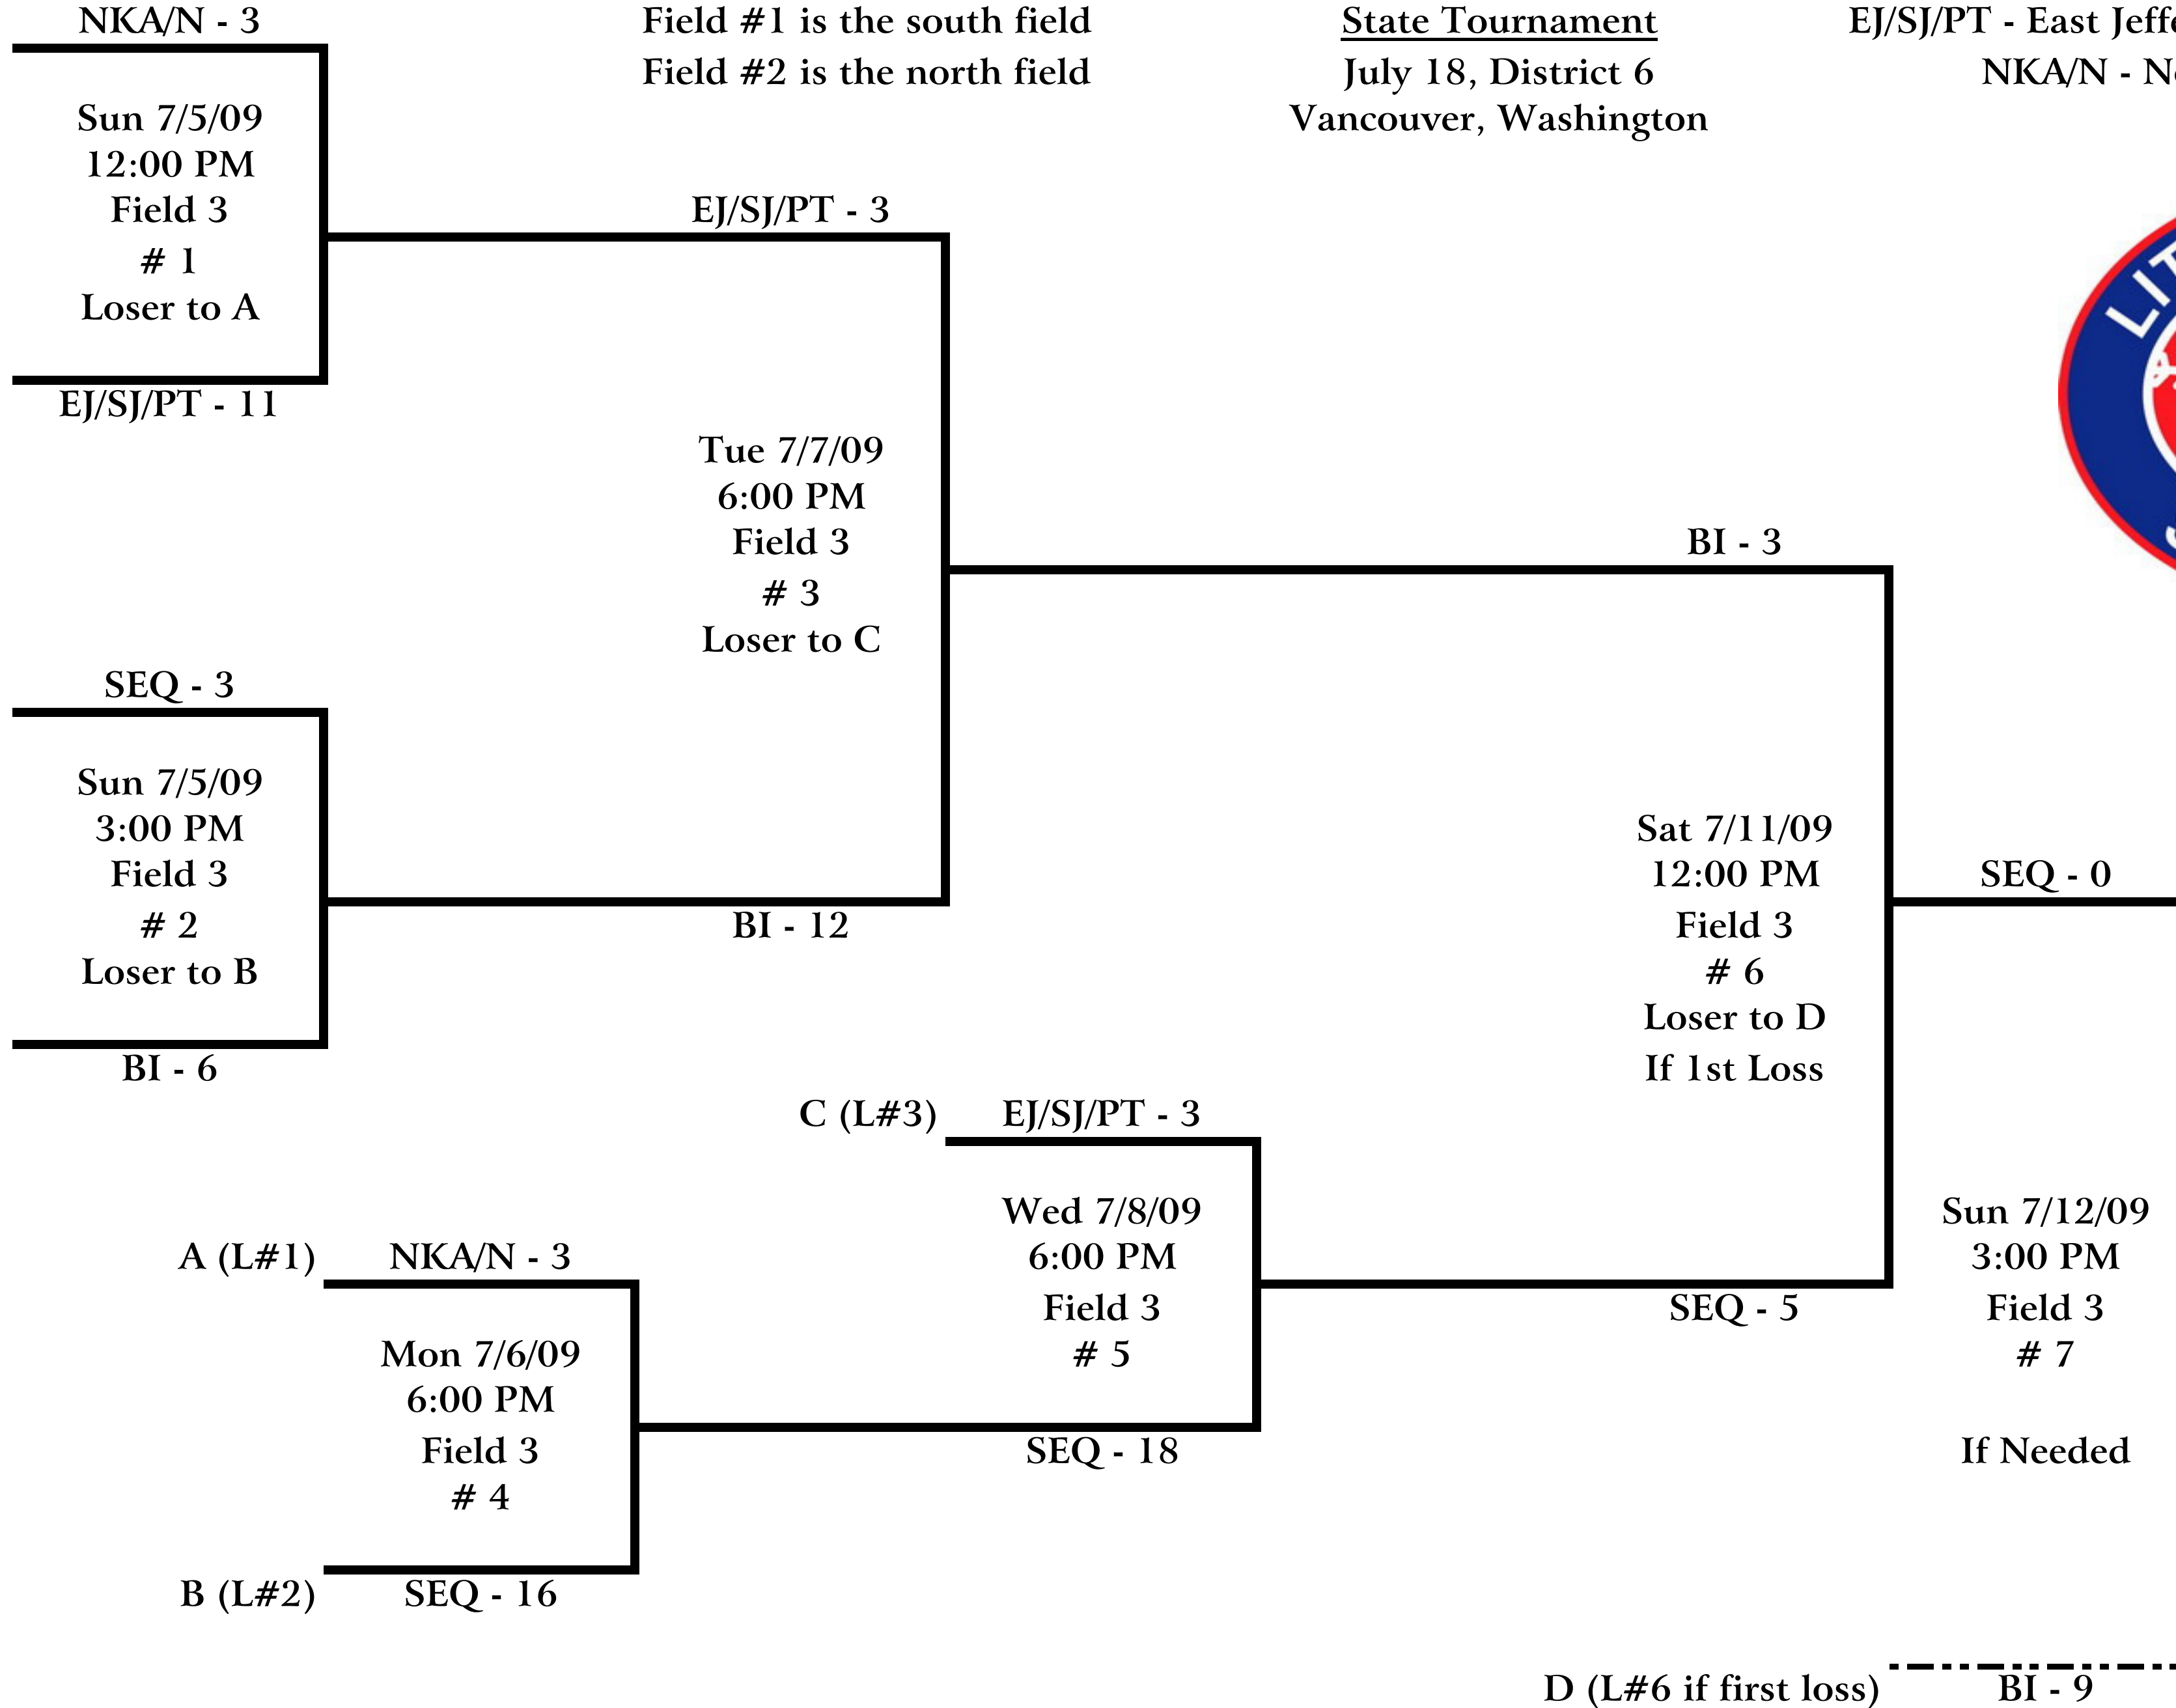 NKA/N - 3
Field #1 is the south field
Field #2 is the north field
State Tournament
July 18, District 6
Vancouver, Washington
EJ/SJ/PT - East
NKA/N -
Sun 7/5/09
12:00 PM
Field 3
# 1
Loser to A
EJ/SJ/PT - 11
EJ/SJ/PT - 3
Tue 7/7/09
6:00 PM
Field 3
# 3
Loser to C
SEQ - 3
Sun 7/5/09
3:00 PM
Field 3
# 2
Loser to B
BI - 6
BI - 12
BI - 3
Sat 7/11/09
12:00 PM
Field 3
# 6
Loser to D
If 1st Loss
SEQ - 0
C (L#3)
EJ/SJ/PT - 3
Wed 7/8/09
6:00 PM
Field 3
# 5
SEQ - 18
SEQ - 5
Sun 7/12/09
3:00 PM
Field 3
# 7
If Needed
A (L#1)
NKA/N - 3
Mon 7/6/09
6:00 PM
Field 3
# 4
B (L#2)
SEQ - 16
D (L#6 if first loss)
BI - 9